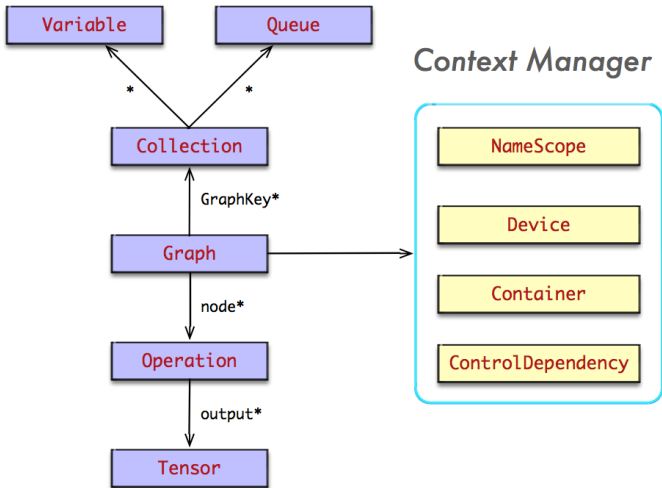 Variable
Queue
Context Manager
*
*
Collection
NameScope
GraphKey*
Device
Graph
Container
node*
Operation
ControlDependency
output*
Tensor